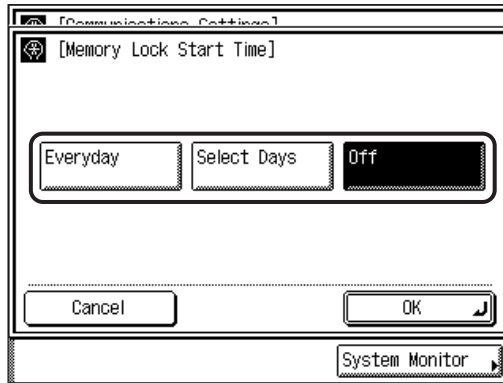 [Memory Lock Start Time]
Everyday
Select Days
Off
Cancel
OK
System Monitor